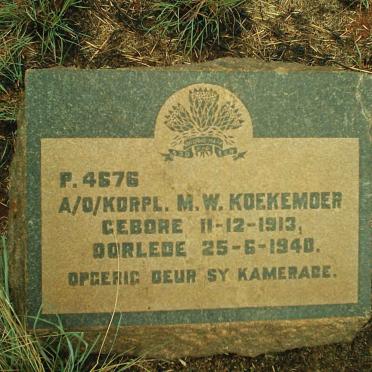 P. 4676
A/O/KORPL. M.W. KOEKEMOER
GEBORE 11-12-1913,
OORLEDE 25-6-1940.
OPGERIG DEUR SY KAMERADE.